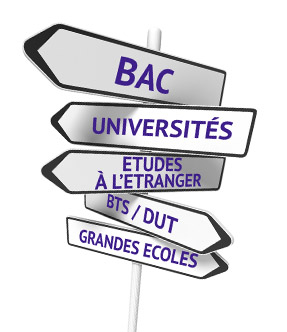 BAC
UNIVERSITÉS
ETUDES
À L'ETRANGER
BTS / DUT
GRANDES ECOLES